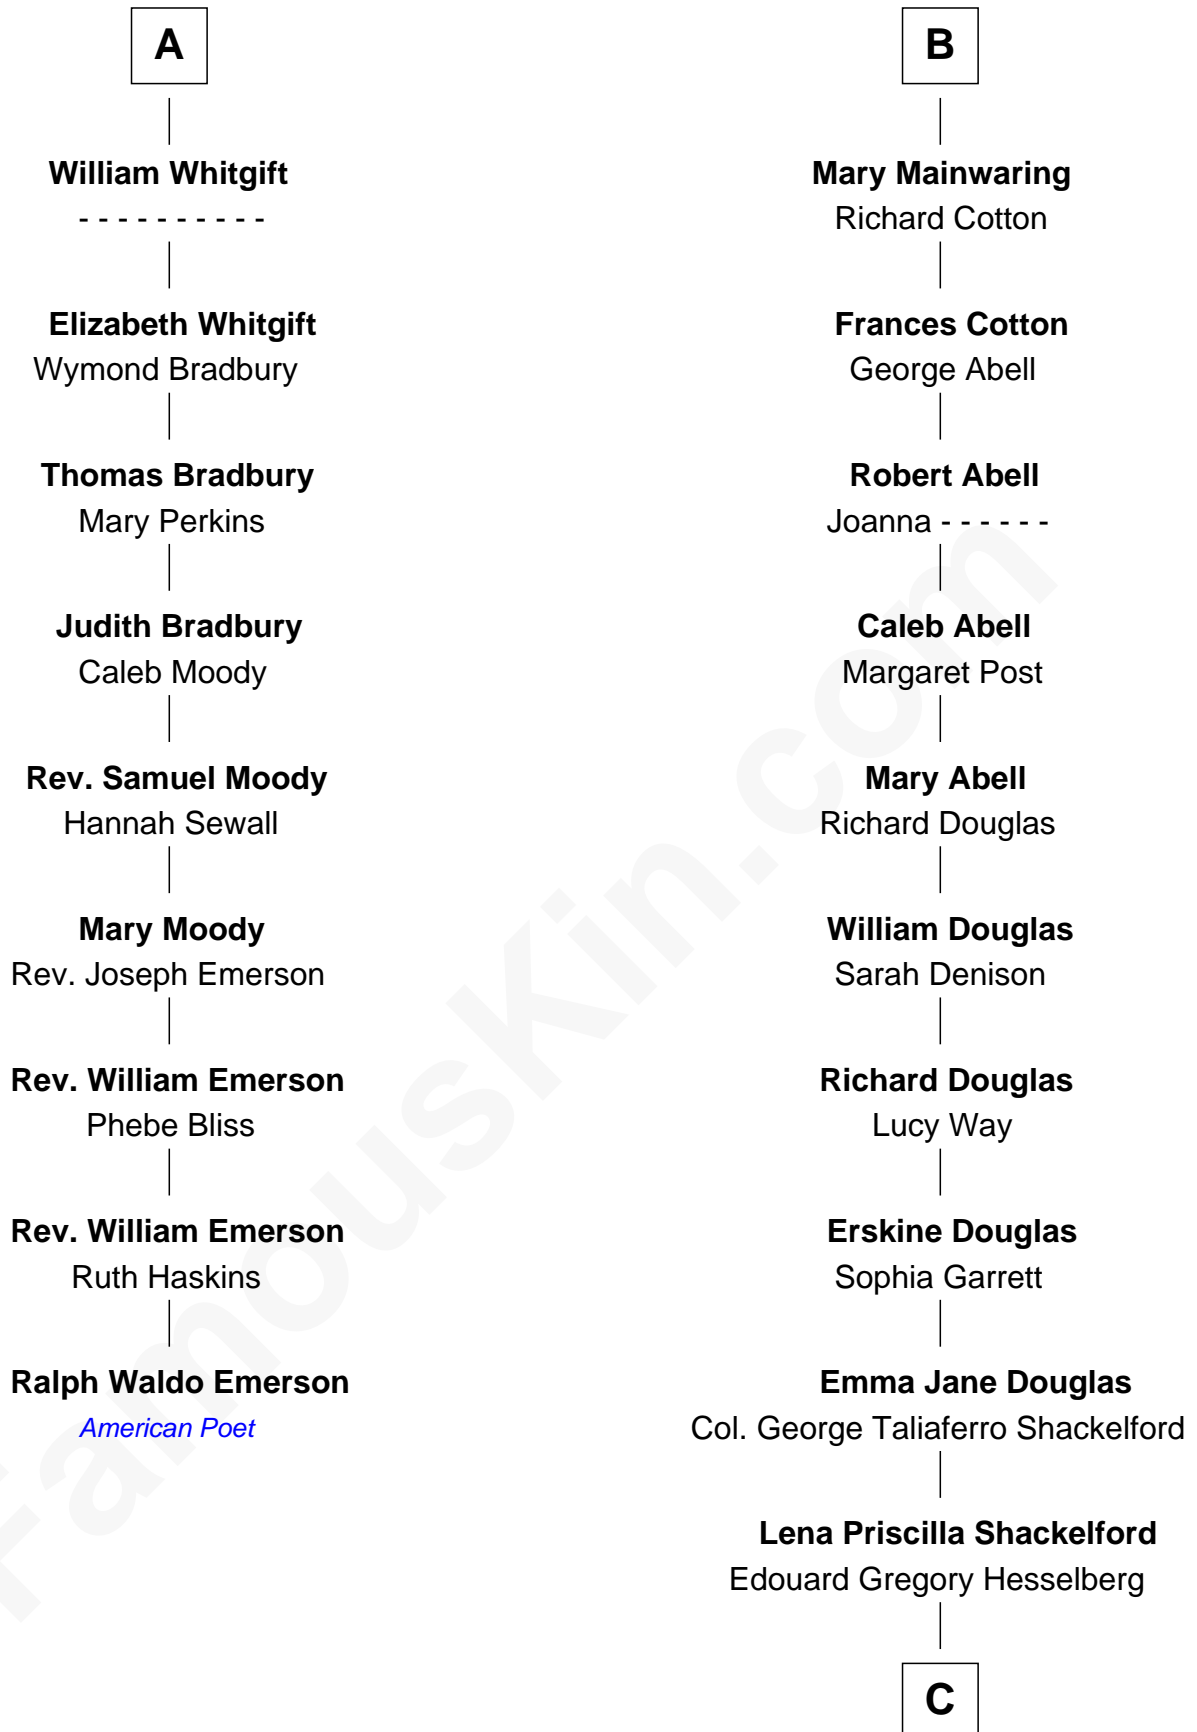 A
William Whitgift
- - - - - - - - - -
Elizabeth Whitgift
Wymond Bradbury
Thomas Bradbury
Mary Perkins
Judith Bradbury
Caleb Moody
Rev. Samuel Moody
Hannah Sewall
Mary Moody
Rev. Joseph Emerson
Rev. William Emerson
Phebe Bliss
Rev. William Emerson
Ruth Haskins
Ralph Waldo Emerson
American Poet
B
Mary Mainwaring
Richard Cotton
Frances Cotton
George Abell
Robert Abell
Joanna - - - - - -
Caleb Abell
Margaret Post
Mary Abell
Richard Douglas
William Douglas
Sarah Denison
Richard Douglas
Lucy Way
Erskine Douglas
Sophia Garrett
Emma Jane Douglas
Col. George Taliaferro Shackelford
Lena Priscilla Shackelford
Edouard Gregory Hesselberg
C
FamousKin.com